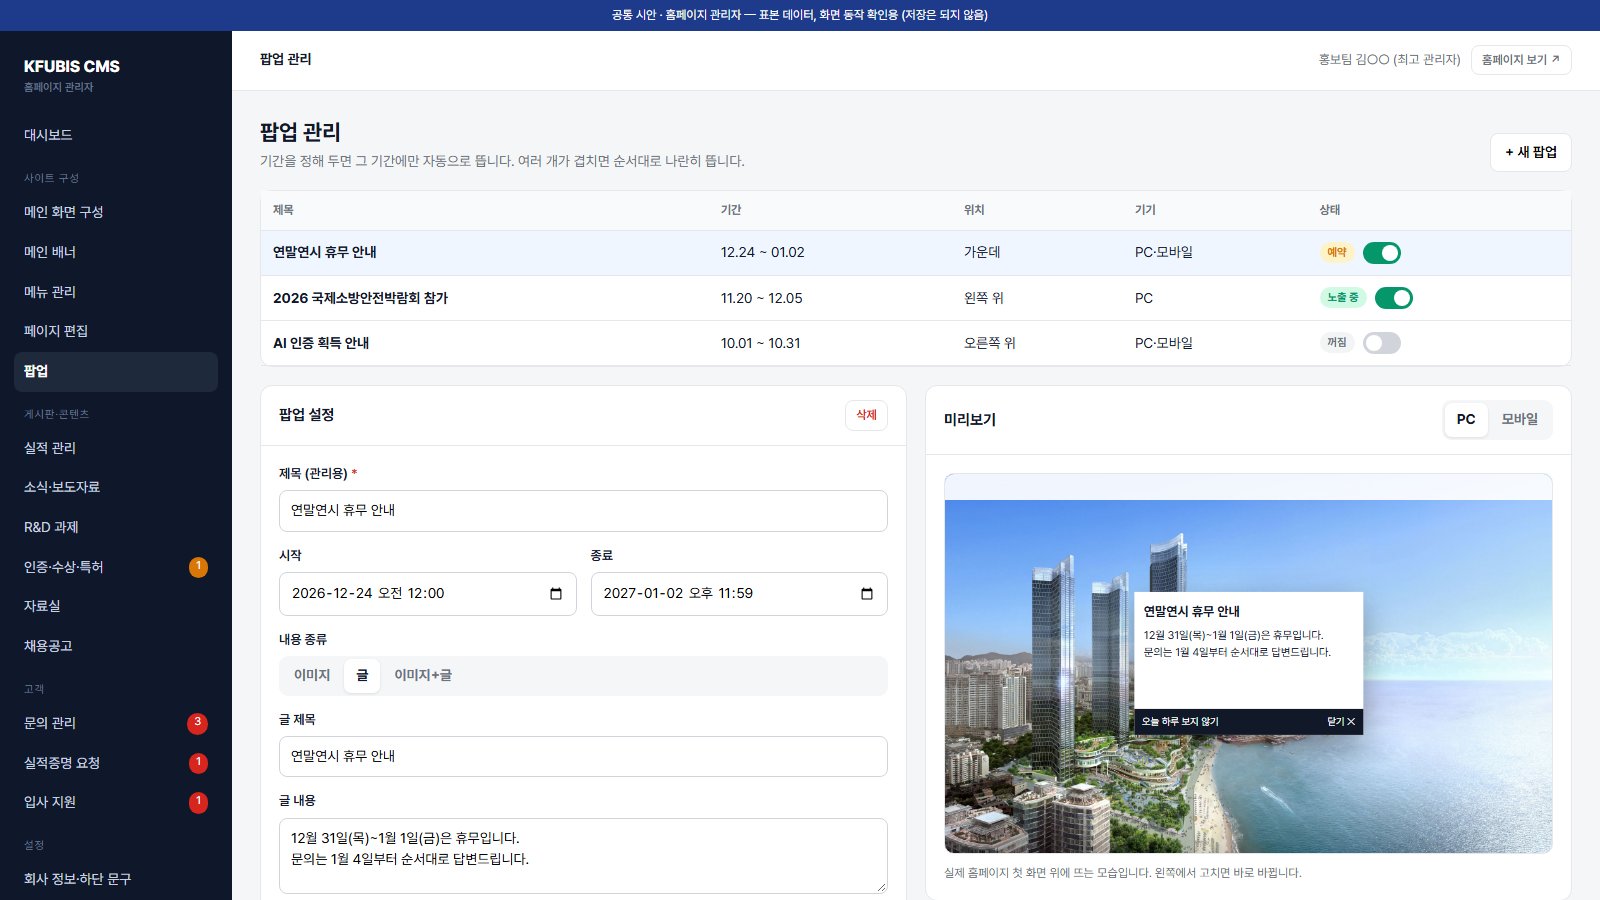 공통 시안 · 홈페이지 관리자 — 표본 데이터, 화면 동작 확인용 (저장은 되지 않음)
KFUBIS CMS
홈페이지 관리자
대시보드
사이트 구성
메인 화면 구성
메인 배너
메뉴 관리
페이지 편집
팝업
게시판·콘텐츠
실적 관리
소식·보도자료
R&D 과제
인증·수상·특허 1
자료실
채용공고
고객
문의 관리 3
실적증명 요청 1
입사 지원 1
설정
회사 정보·하단 문구
팝업 관리
홍보팀 김○○ (최고 관리자)
홈페이지 보기 ↗
팝업 관리
기간을 정해 두면 그 기간에만 자동으로 뜹니다. 여러 개가 겹치면 순서대로 나란히 뜹니다.
+ 새 팝업
제목 기간 위치 기기 상태
연말연시 휴무 안내 12.24 ~ 01.02 가운데 PC·모바일 예약
2026 국제소방안전박람회 참가 11.20 ~ 12.05 왼쪽 위 PC 노출 중
AI 인증 획득 안내 10.01 ~ 10.31 오른쪽 위 PC·모바일 꺼짐
팝업 설정
삭제
제목 (관리용) *
연말연시 휴무 안내
시작 종료
2026-12-24 오전 12:00 2027-01-02 오후 11:59
내용 종류
이미지 글 이미지+글
글 제목
연말연시 휴무 안내
글 내용
12월 31일(목)~1월 1일(금)은 휴무입니다.
문의는 1월 4일부터 순서대로 답변드립니다.
미리보기
PC 모바일
연말연시 휴무 안내
12월 31일(목)~1월 1일(금)은 휴무입니다.
문의는 1월 4일부터 순서대로 답변드립니다.
오늘 하루 보지 않기 닫기 ✕
실제 홈페이지 첫 화면 위에 뜨는 모습입니다. 왼쪽에서 고치면 바로 바뀝니다.